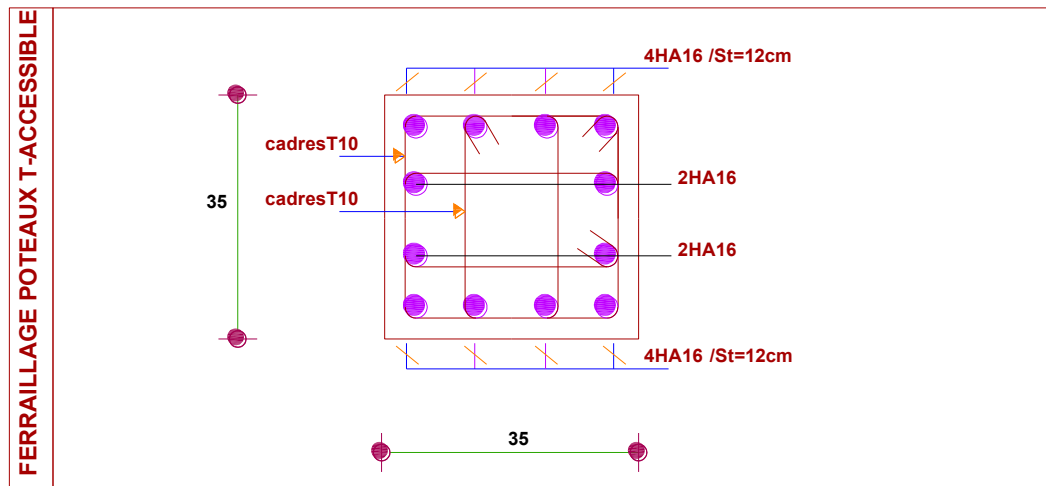 FERRAILLAGE POTEAUX T-ACCESSIBLE
4HA16 /St=12cm
cadresT10
2HA16
35
cadresT10
2HA16
4HA16 /St=12cm
35